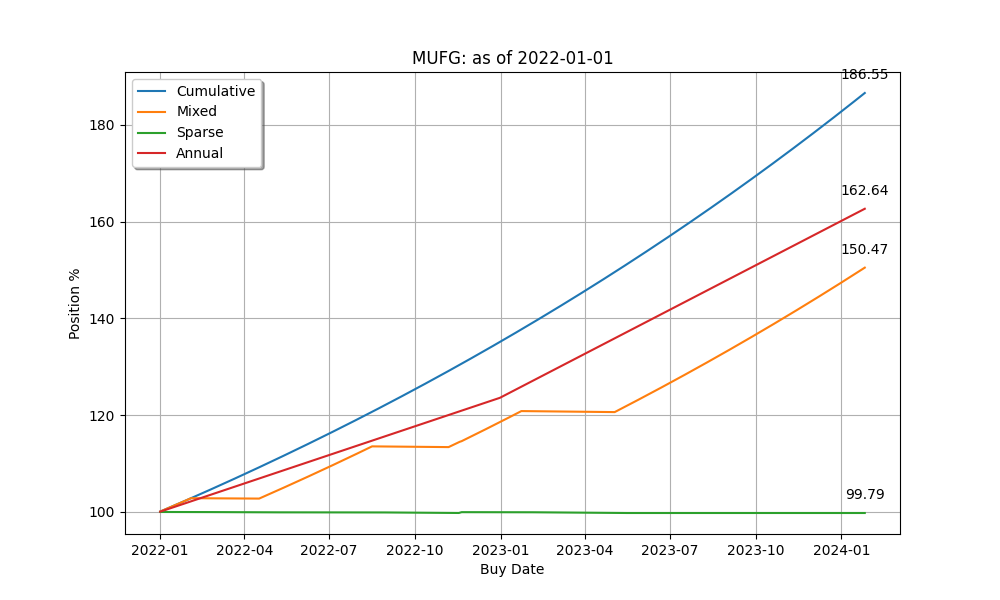 MUFG: as of 2022-01-01
Cumulative
Mixed
Sparse
Annual
186.55
162.64
150.47
99.79
180
160
140
120
100
Position %
2022-01 2022-04 2022-07 2022-10 2023-01 2023-04 2023-07 2023-10 2024-01
Buy Date